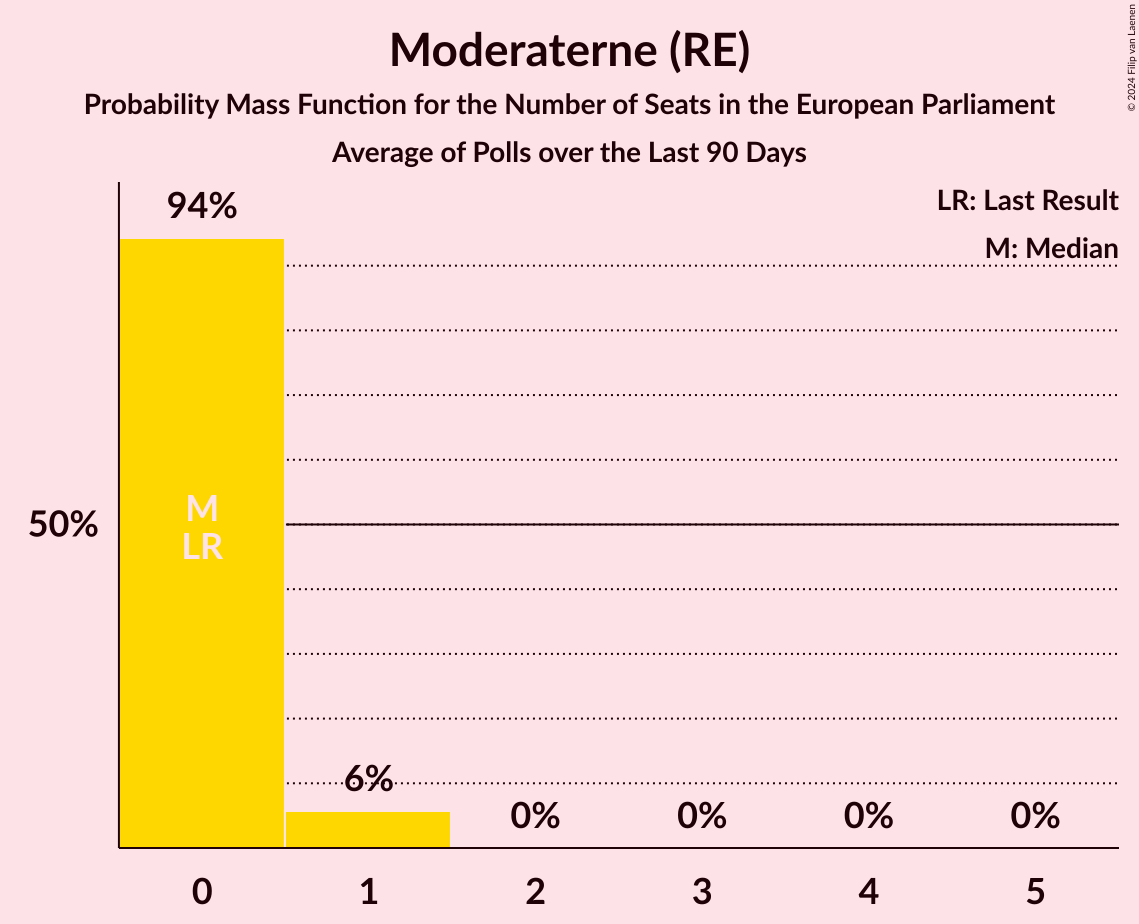 Moderaterne (RE)
Probability Mass Function for the Number of Seats in the European Parliament
Average of Polls over the Last 90 Days
© 2024 Filip van Laenen
LR: Last Result
M: Median
94%
M
LR
50%
6%
0%
0%
0%
0%
0
1
2
3
4
5